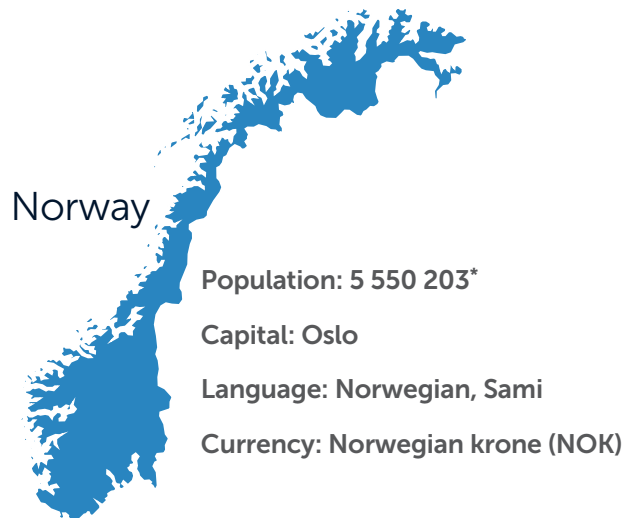 Norway
Population: 5 550 203*
Capital: Oslo
Language: Norwegian, Sami
Currency: Norwegian krone (NOK)